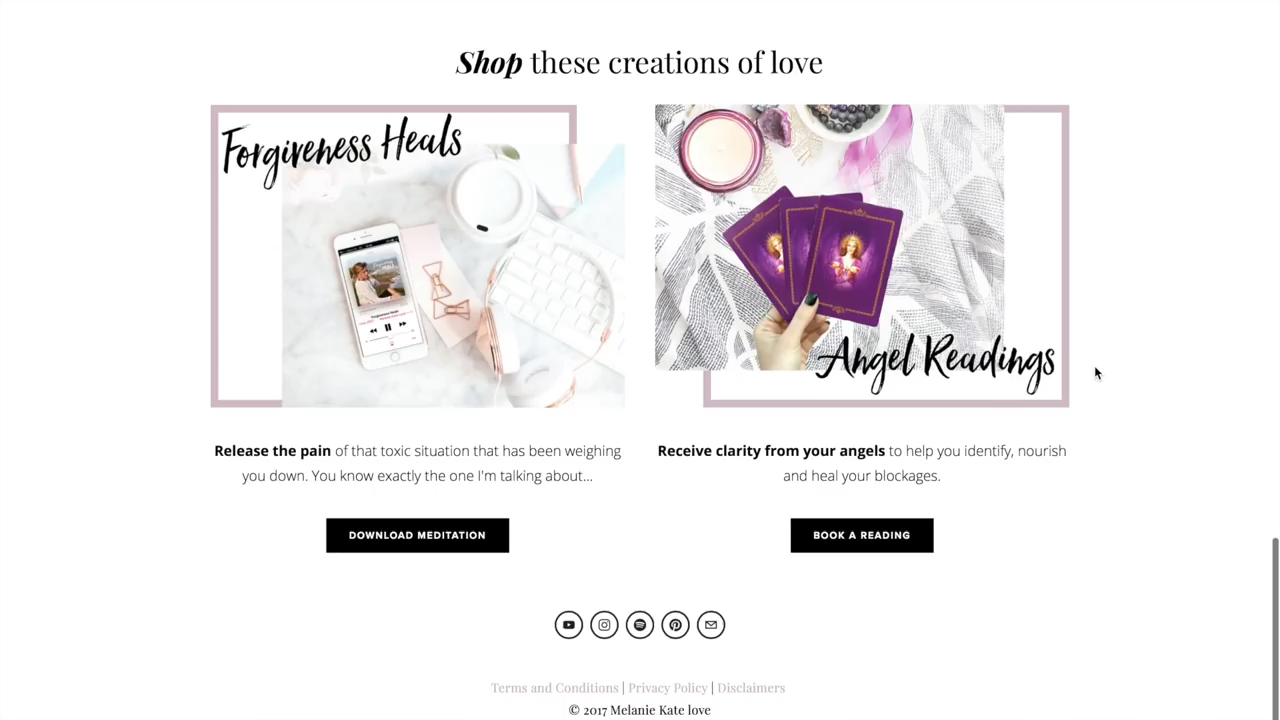 Shop these creations of love
Forgiveness Heals
Angel Readings
Release the pain of that toxic situation that has been weighing
you down. You know exactly the one I'm talking about...
Receive clarity from your angels to help you identify, nourish
and heal your blockages.
DOWNLOAD MEDITATION
BOOK A READING
Terms and Conditions | Privacy Policy | Disclaimers
© 2017 Melanie Kate love